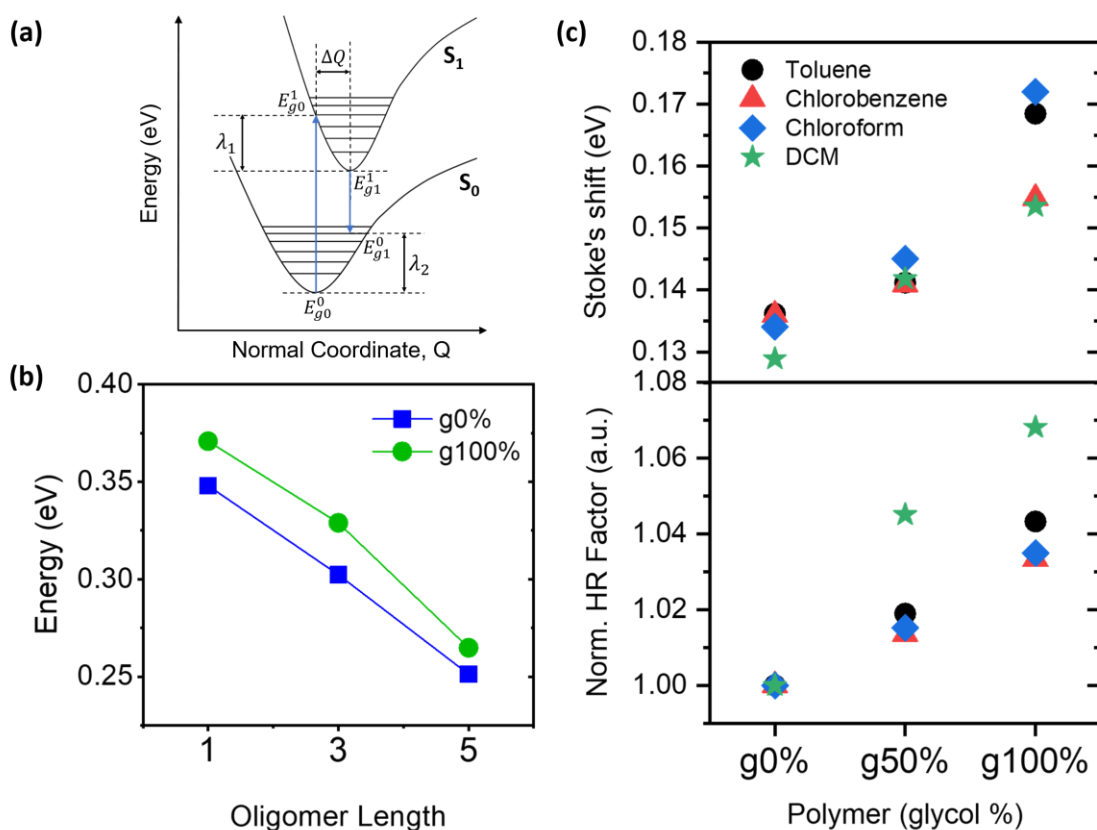 (a)
Energy (eV)
S₁
ΔQ
E¹g0
λ₁
E¹g1
S₀
E⁰g1
λ₂
E⁰g0
Normal Coordinate, Q
(b)
Energy (eV)
0.40
0.35
0.30
0.25
g0%
g100%
1 3 5
Oligomer Length
(c)
Stoke's shift (eV)
0.18
0.17
0.16
0.15
0.14
0.13
Toluene
Chlorobenzene
Chloroform
DCM
Norm. HR Factor (a.u.)
1.08
1.06
1.04
1.02
1.00
g0% g50% g100%
Polymer (glycol %)